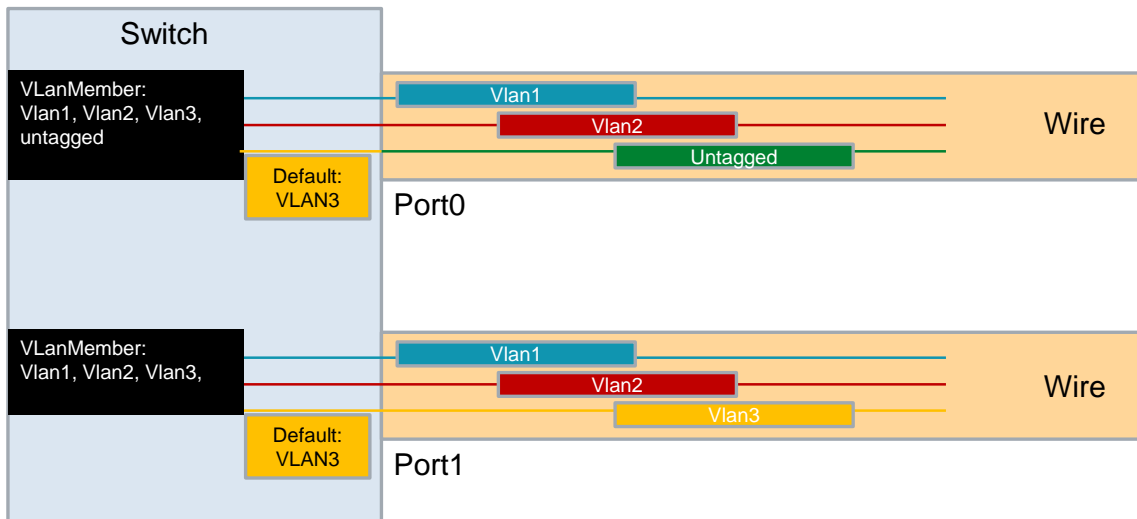 Switch
VLanMember:
Vlan1, Vlan2, Vlan3,
untagged
Vlan1
Vlan2
Untagged
Wire
Default:
VLAN3
Port0
VLanMember:
Vlan1, Vlan2, Vlan3,
Vlan1
Vlan2
Vlan3
Wire
Default:
VLAN3
Port1